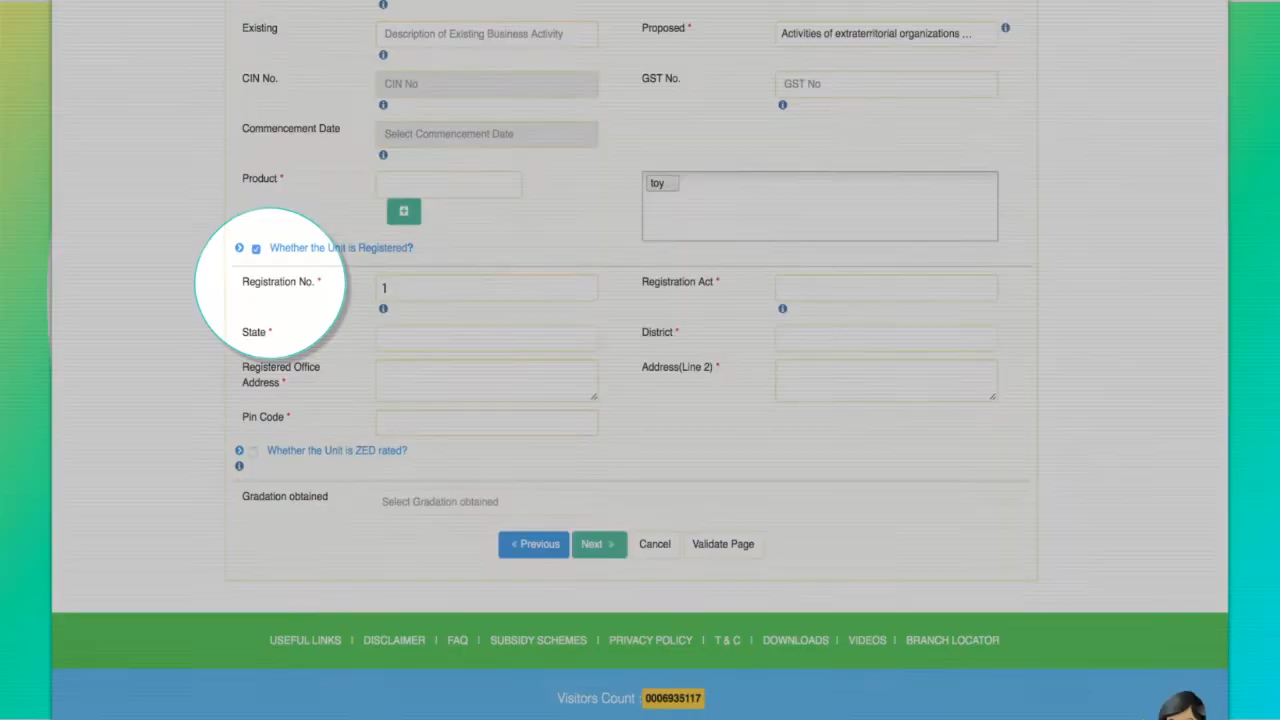 Existing
Description of Existing Business Activity
Proposed *
Activities of extraterritorial organizations ...
CIN No.
CIN No
GST No.
GST No
Commencement Date
Select Commencement Date
Product *
toy
Whether the Unit is Registered?
Registration No. *
1
Registration Act *
State *
District *
Registered Office
Address *
Address(Line 2) *
Pin Code *
Whether the Unit is ZED rated?
Gradation obtained
Select Gradation obtained
« Previous
Next »
Cancel
Validate Page
USEFUL LINKS | DISCLAIMER | FAQ | SUBSIDY SCHEMES | PRIVACY POLICY | T & C | DOWNLOADS | VIDEOS | BRANCH LOCATOR
Visitors Count : 0006935117